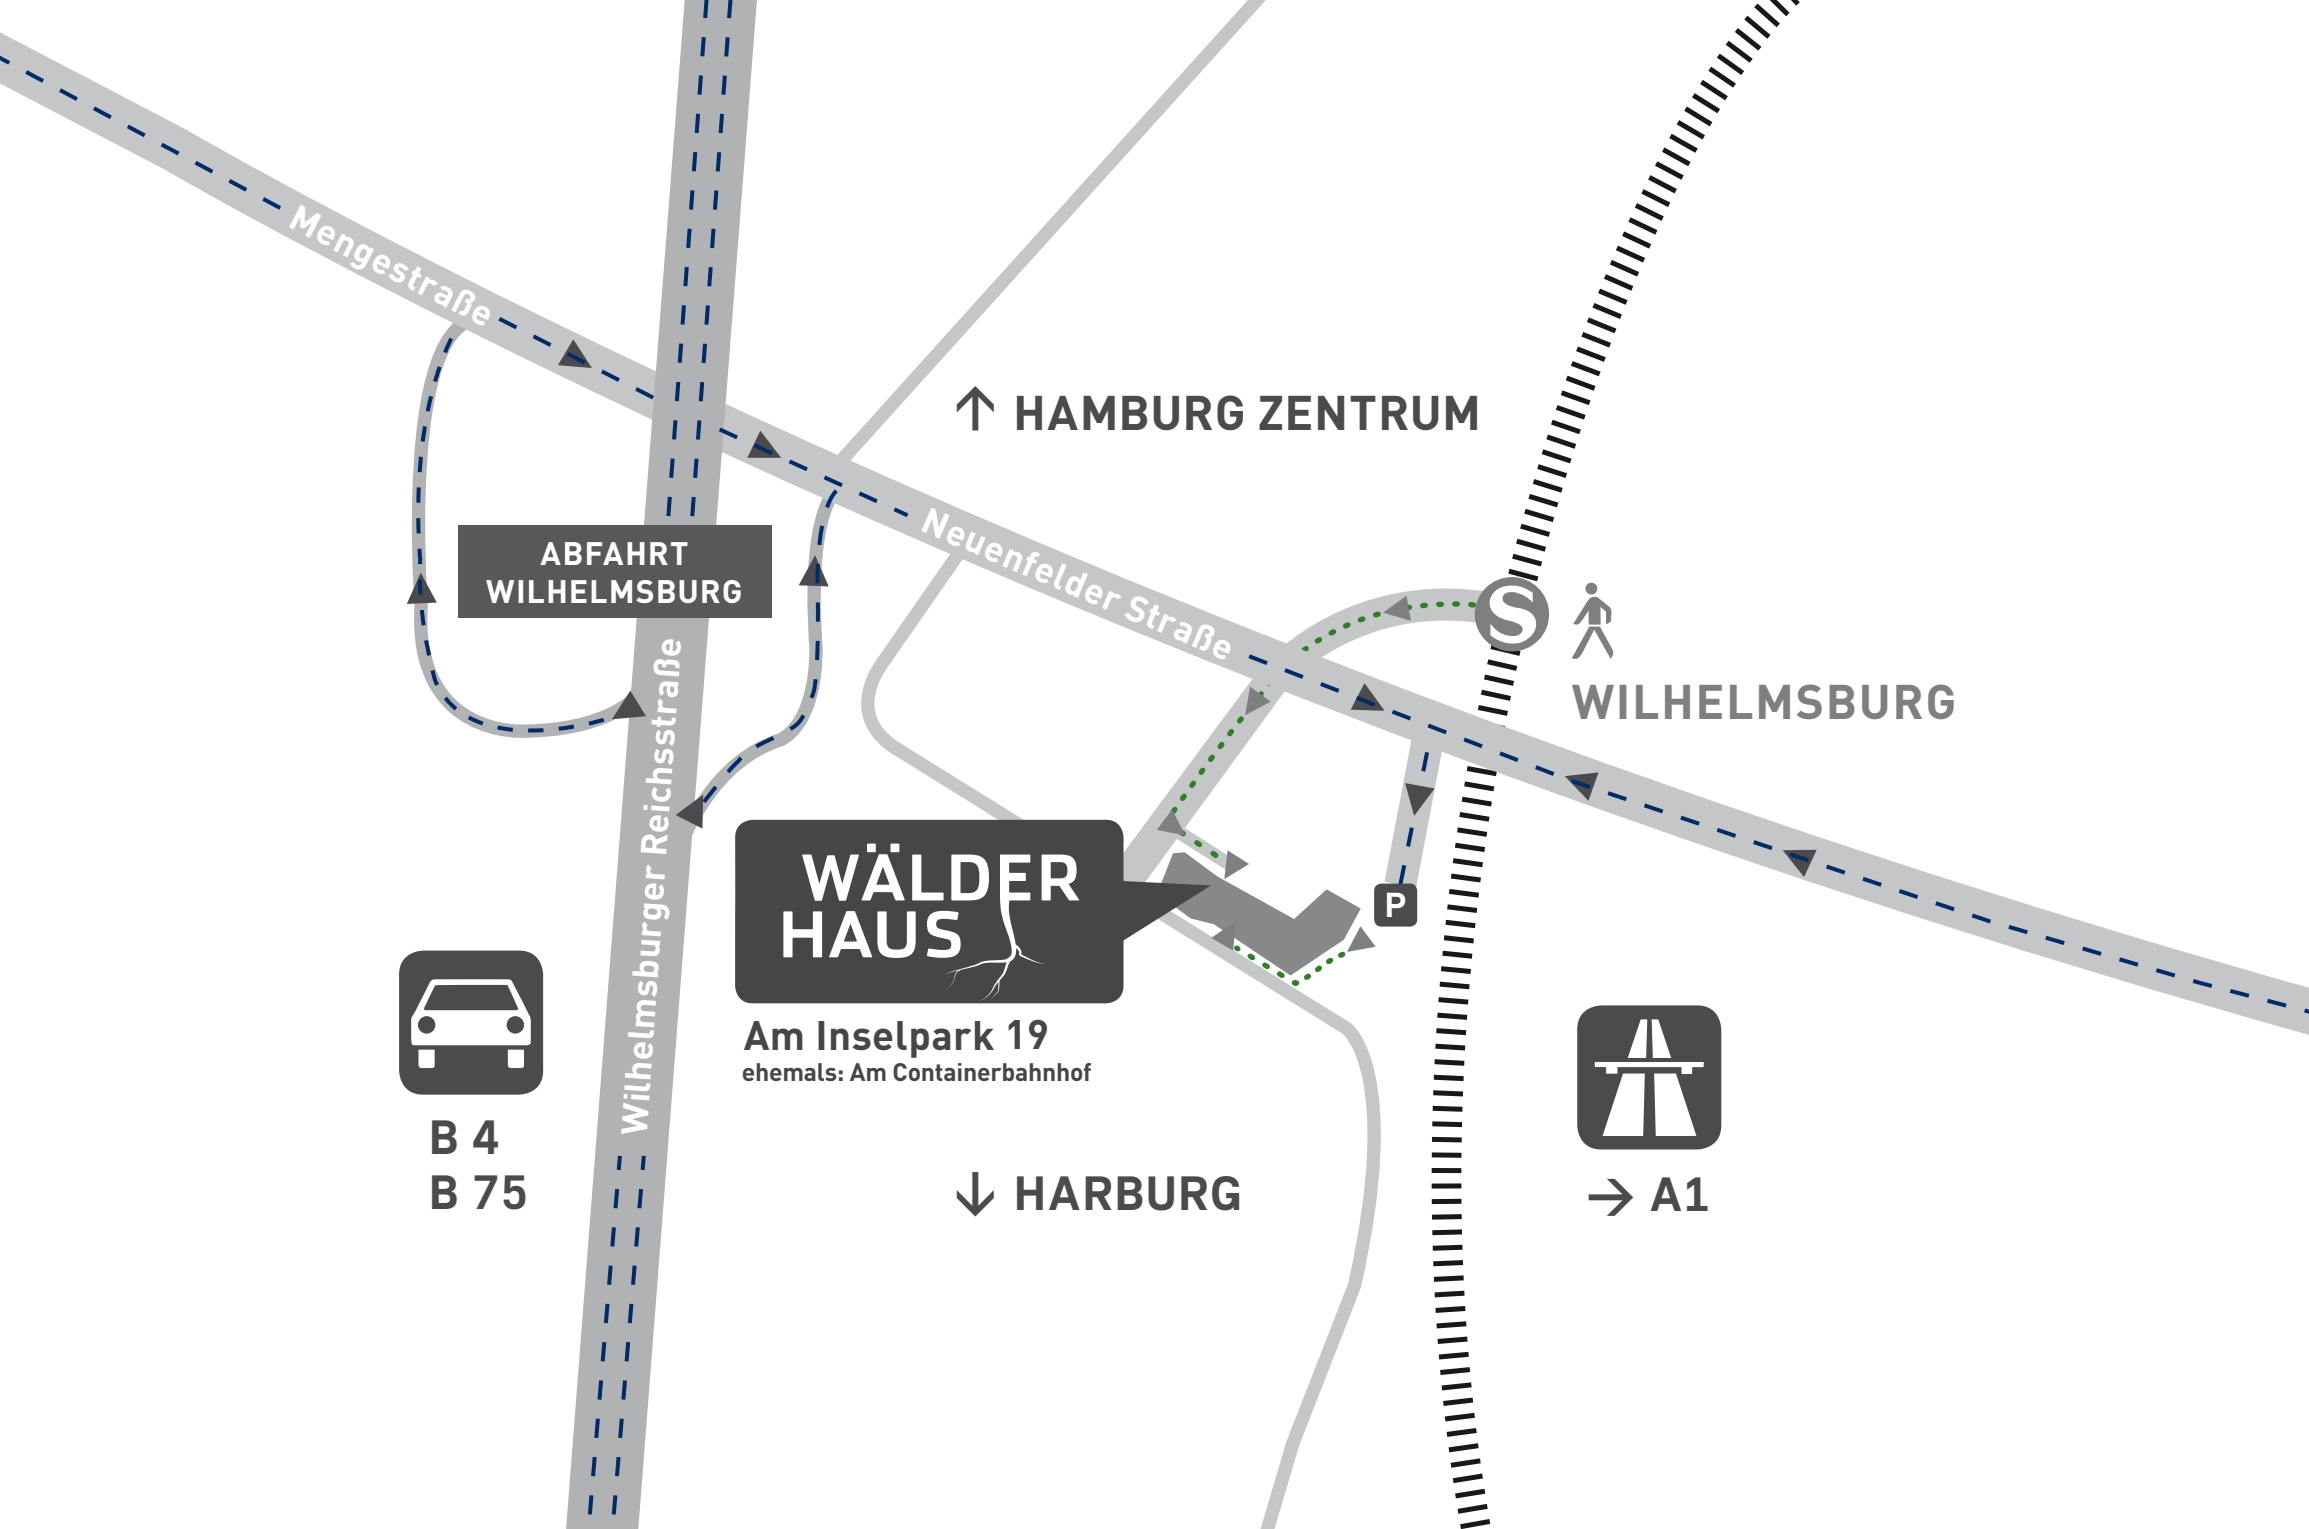 Mengestraße
HAMBURG ZENTRUM
ABFAHRT
WILHELMSBURG
Neuenfelder Straße
S
WILHELMSBURG
Wilhelmsburger Reichsstraße
WÄLDER
HAUS
P
Am Inselpark 19
ehemals: Am Containerbahnhof
B 4
B 75
HARBURG
A1